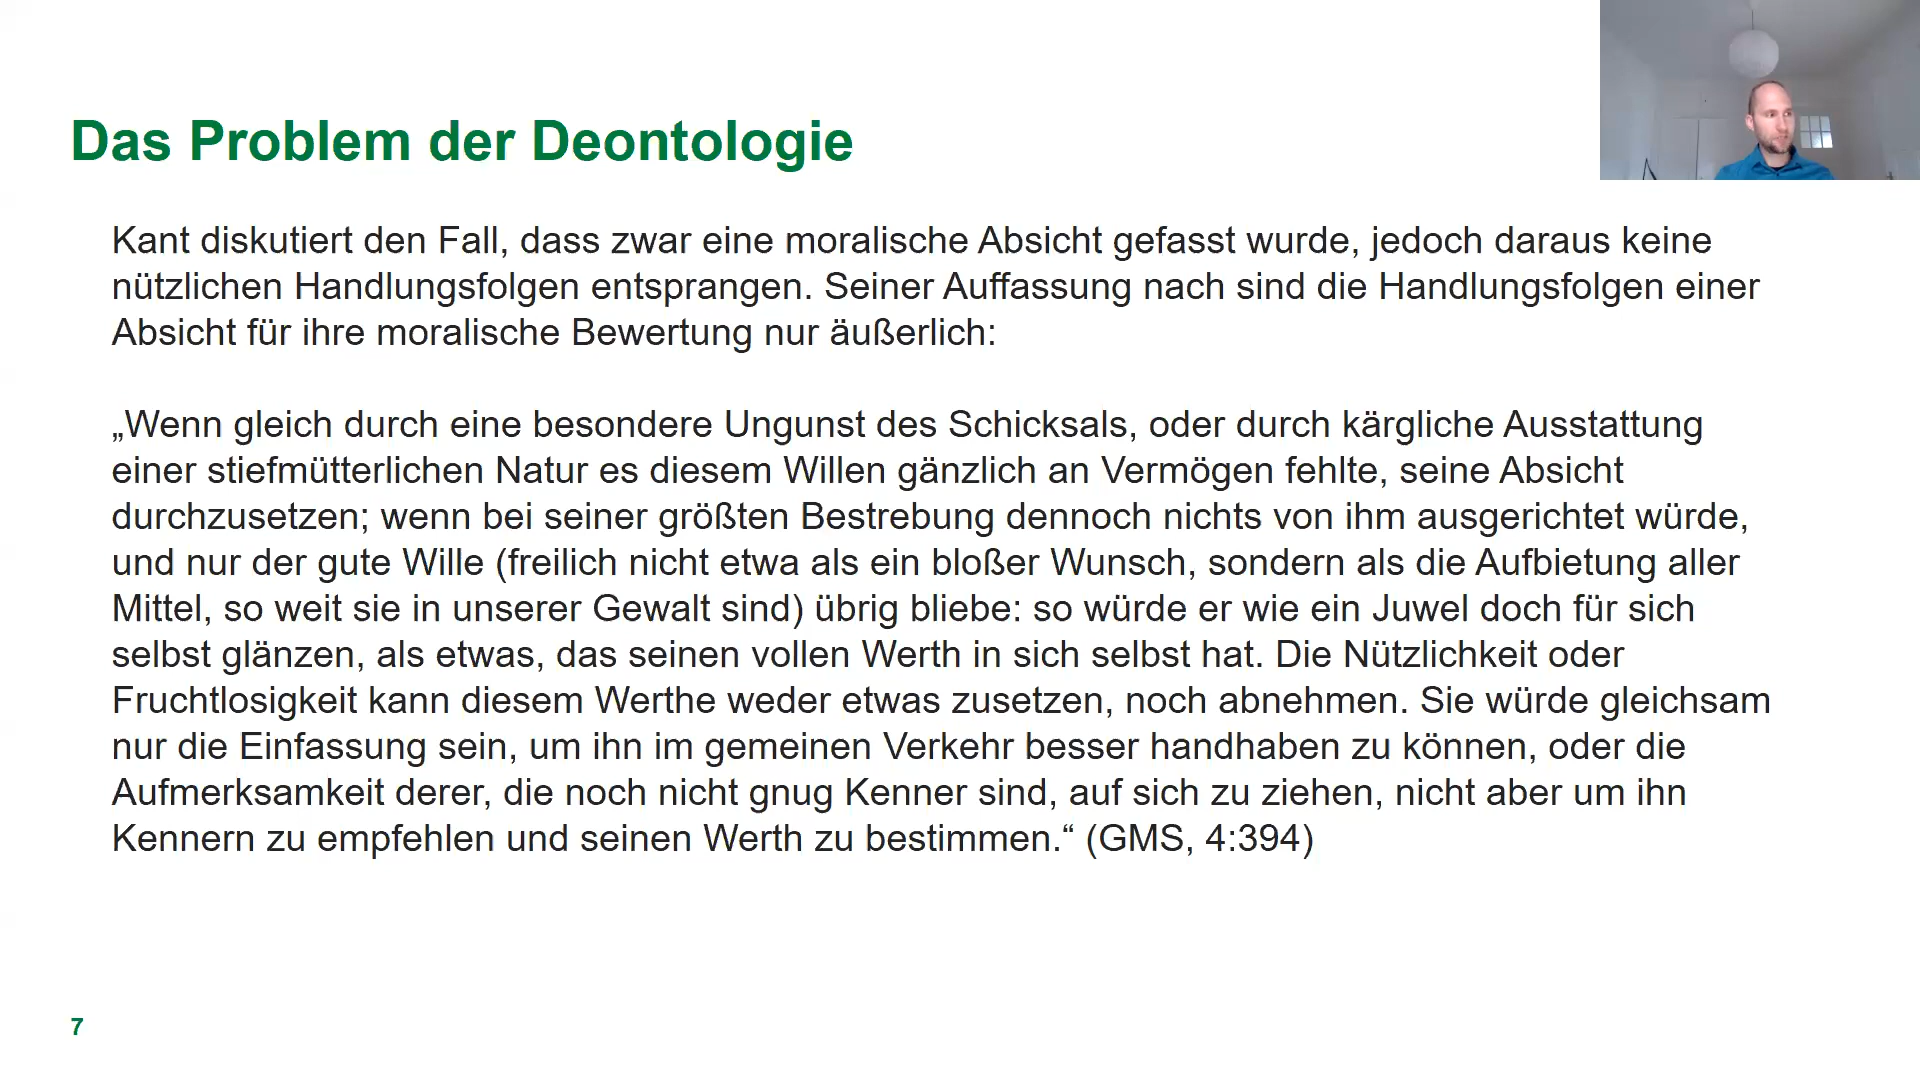 Das Problem der Deontologie
Kant diskutiert den Fall, dass zwar eine moralische Absicht gefasst wurde, jedoch daraus keine
nützlichen Handlungsfolgen entsprangen. Seiner Auffassung nach sind die Handlungsfolgen einer
Absicht für ihre moralische Bewertung nur äußerlich:
„Wenn gleich durch eine besondere Ungunst des Schicksals, oder durch kärgliche Ausstattung
einer stiefmütterlichen Natur es diesem Willen gänzlich an Vermögen fehlte, seine Absicht
durchzusetzen; wenn bei seiner größten Bestrebung dennoch nichts von ihm ausgerichtet würde,
und nur der gute Wille (freilich nicht etwa als ein bloßer Wunsch, sondern als die Aufbietung aller
Mittel, so weit sie in unserer Gewalt sind) übrig bliebe: so würde er wie ein Juwel doch für sich
selbst glänzen, als etwas, das seinen vollen Werth in sich selbst hat. Die Nützlichkeit oder
Fruchtlosigkeit kann diesem Werthe weder etwas zusetzen, noch abnehmen. Sie würde gleichsam
nur die Einfassung sein, um ihn im gemeinen Verkehr besser handhaben zu können, oder die
Aufmerksamkeit derer, die noch nicht gnug Kenner sind, auf sich zu ziehen, nicht aber um ihn
Kennern zu empfehlen und seinen Werth zu bestimmen.“ (GMS, 4:394)
7